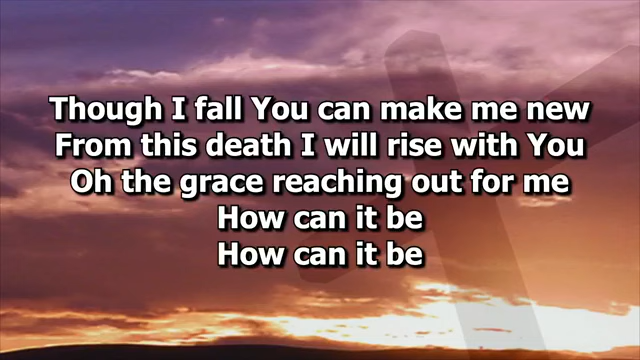 Though I fall You can make me new
From this death I will rise with You
Oh the grace reaching out for me
How can it be
How can it be